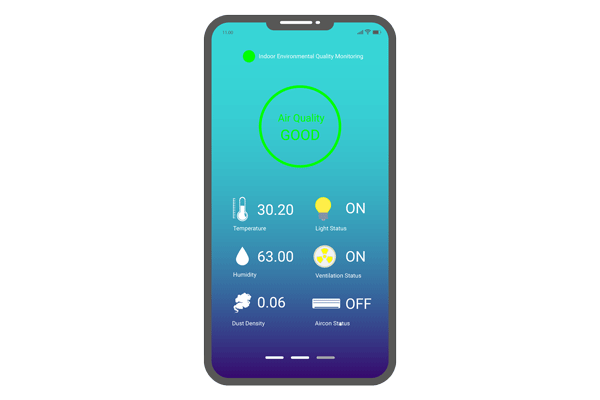 11:00
Indoor Environmental Quality Monitoring
Air Quality
GOOD
30.20
ON
Temperature
Light Status
63.00
ON
Humidity
Ventilation Status
0.06
OFF
Dust Density
Aircon Status